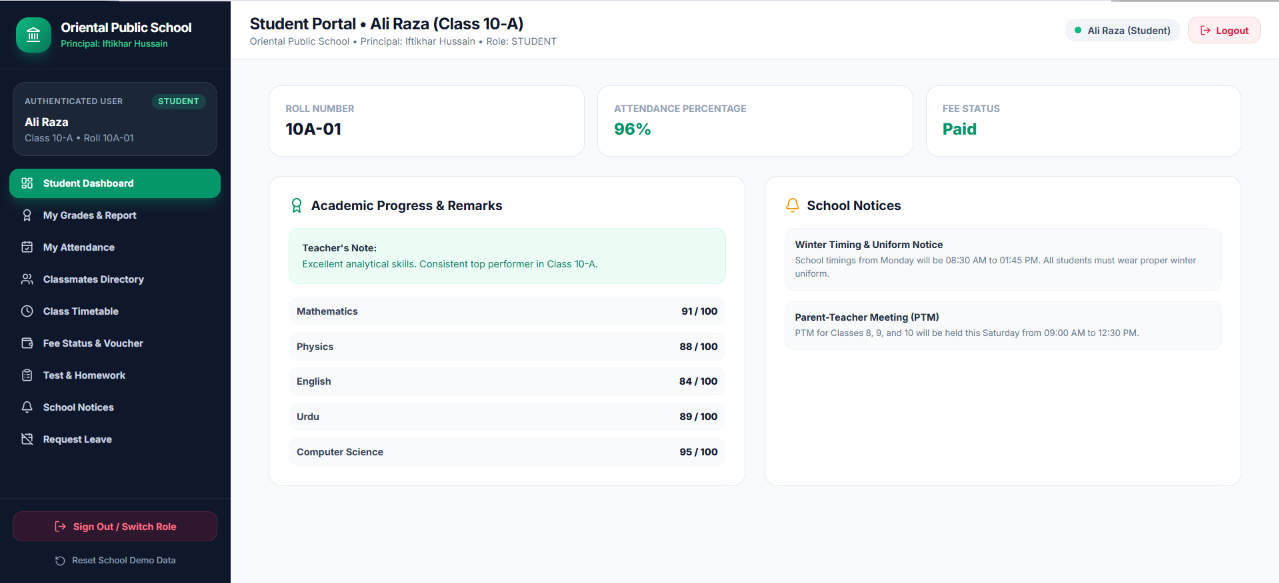 Oriental Public School
Principal: Iftikhar Hussain
AUTHENTICATED USER
STUDENT
Ali Raza
Class 10-A • Roll 10A-01
Student Dashboard
My Grades & Report
My Attendance
Classmates Directory
Class Timetable
Fee Status & Voucher
Test & Homework
School Notices
Request Leave
Sign Out / Switch Role
Reset School Demo Data
Student Portal • Ali Raza (Class 10-A)
Oriental Public School • Principal: Iftikhar Hussain • Role: STUDENT
Ali Raza (Student)
Logout
ROLL NUMBER
10A-01
ATTENDANCE PERCENTAGE
96%
FEE STATUS
Paid
Academic Progress & Remarks
Teacher's Note:
Excellent analytical skills. Consistent top performer in Class 10-A.
Mathematics 91 / 100
Physics 88 / 100
English 84 / 100
Urdu 89 / 100
Computer Science 95 / 100
School Notices
Winter Timing & Uniform Notice
School timings from Monday will be 08:30 AM to 01:45 PM. All students must wear proper winter
uniform.
Parent-Teacher Meeting (PTM)
PTM for Classes 8, 9, and 10 will be held this Saturday from 09:00 AM to 12:30 PM.